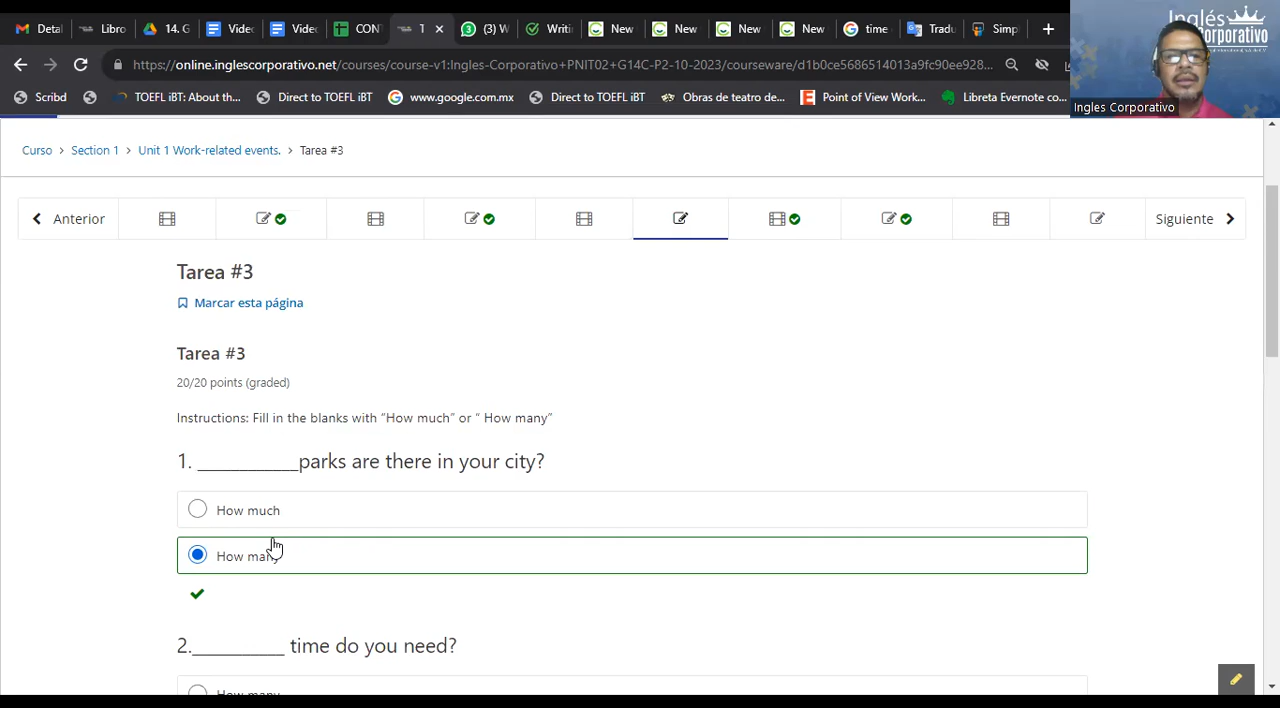 Detal Libro 14. G Videc Videc CON 1 (3) W Writi New New New New time Tradu Simpl
https://online.inglescorporativo.net/courses/course-v1:Ingles-Corporativo+PNIT02+G14C-P2-10-2023/courseware/d1b0ce5686514013a9fc90ee928...
Inglés
Corporativo
Ingles Corporativo
Scribd TOEFL iBT: About th... Direct to TOEFL iBT www.google.com.mx Direct to TOEFL iBT Obras de teatro de... Point of View Work... Libreta Evernote co...
Curso > Section 1 > Unit 1 Work-related events. > Tarea #3
Anterior Siguiente
Tarea #3
Marcar esta página
Tarea #3
20/20 points (graded)
Instructions: Fill in the blanks with “How much” or “ How many”
1. ___________parks are there in your city?
How much
How many
2.__________ time do you need?
How many